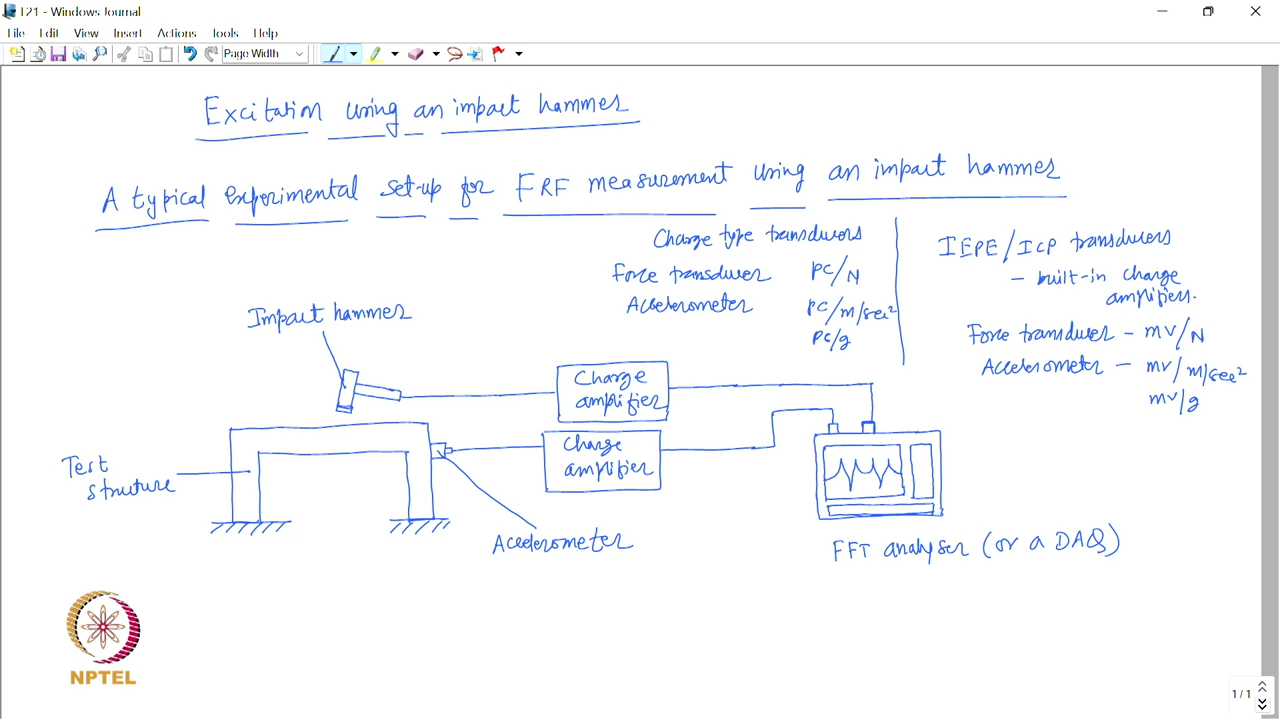 L21 - Windows Journal
File Edit View Insert Actions Tools Help
Page Width
Excitation using an impact hammer
A typical experimental set-up for FRF measurement using an impact hammer
Charge type transducers
Force transducer PC/N
Accelerometer PC/m/sec²
PC/g
IEPE/ICP transducers
- built-in charge
amplifiers.
Force transducer - mV/N
Accelerometer - mV/m/sec²
mV/g
Impact hammer
Charge
amplifier
Charge
amplifier
Test
struture
Accelerometer
FFT analyser (or a DAQ)
NPTEL
1 / 1